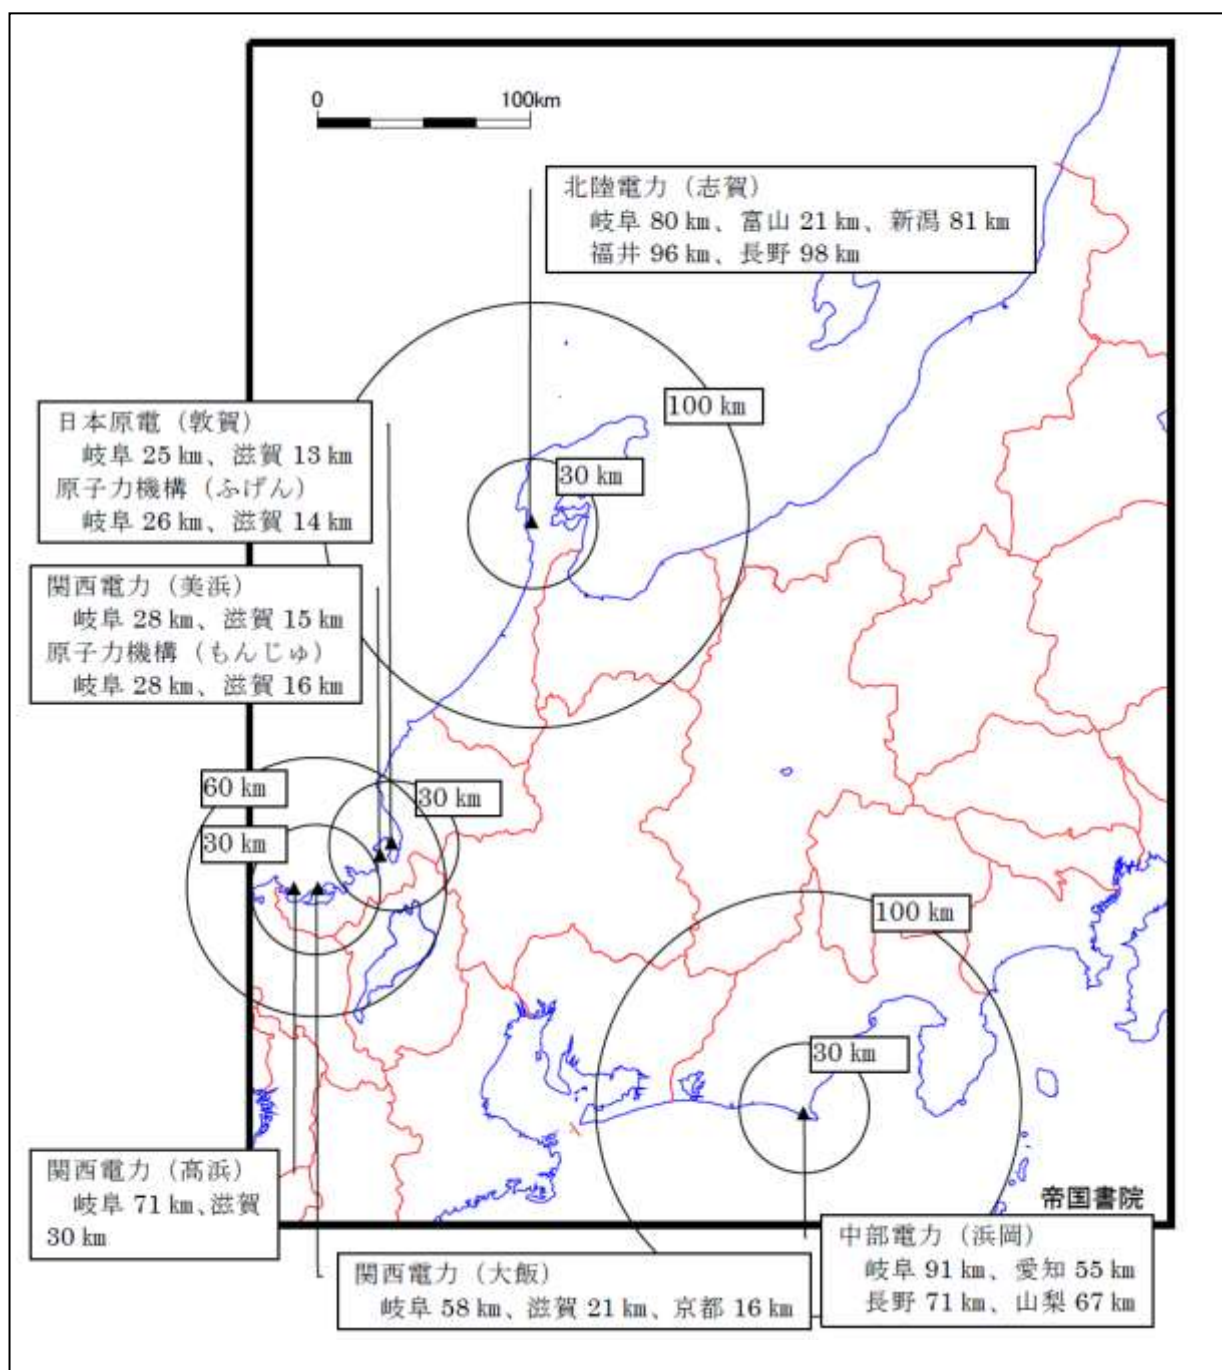 0 100km
北陸電力（志賀）
岐阜 80 ㎞、富山 21 ㎞、新潟 81 ㎞
福井 96 ㎞、長野 98 ㎞
100 ㎞
30 ㎞
日本原電（敦賀）
岐阜 25 ㎞、滋賀 13 ㎞
原子力機構（ふげん）
岐阜 26 ㎞、滋賀 14 ㎞
関西電力（美浜）
岐阜 28 ㎞、滋賀 15 ㎞
原子力機構（もんじゅ）
岐阜 28 ㎞、滋賀 16 ㎞
60 ㎞
30 ㎞
30 ㎞
100 ㎞
30 ㎞
関西電力（高浜）
岐阜 71 ㎞、滋賀
30 ㎞
帝国書院
中部電力（浜岡）
岐阜 91 ㎞、愛知 55 ㎞
長野 71 ㎞、山梨 67 ㎞
関西電力（大飯）
岐阜 58 ㎞、滋賀 21 ㎞、京都 16 ㎞